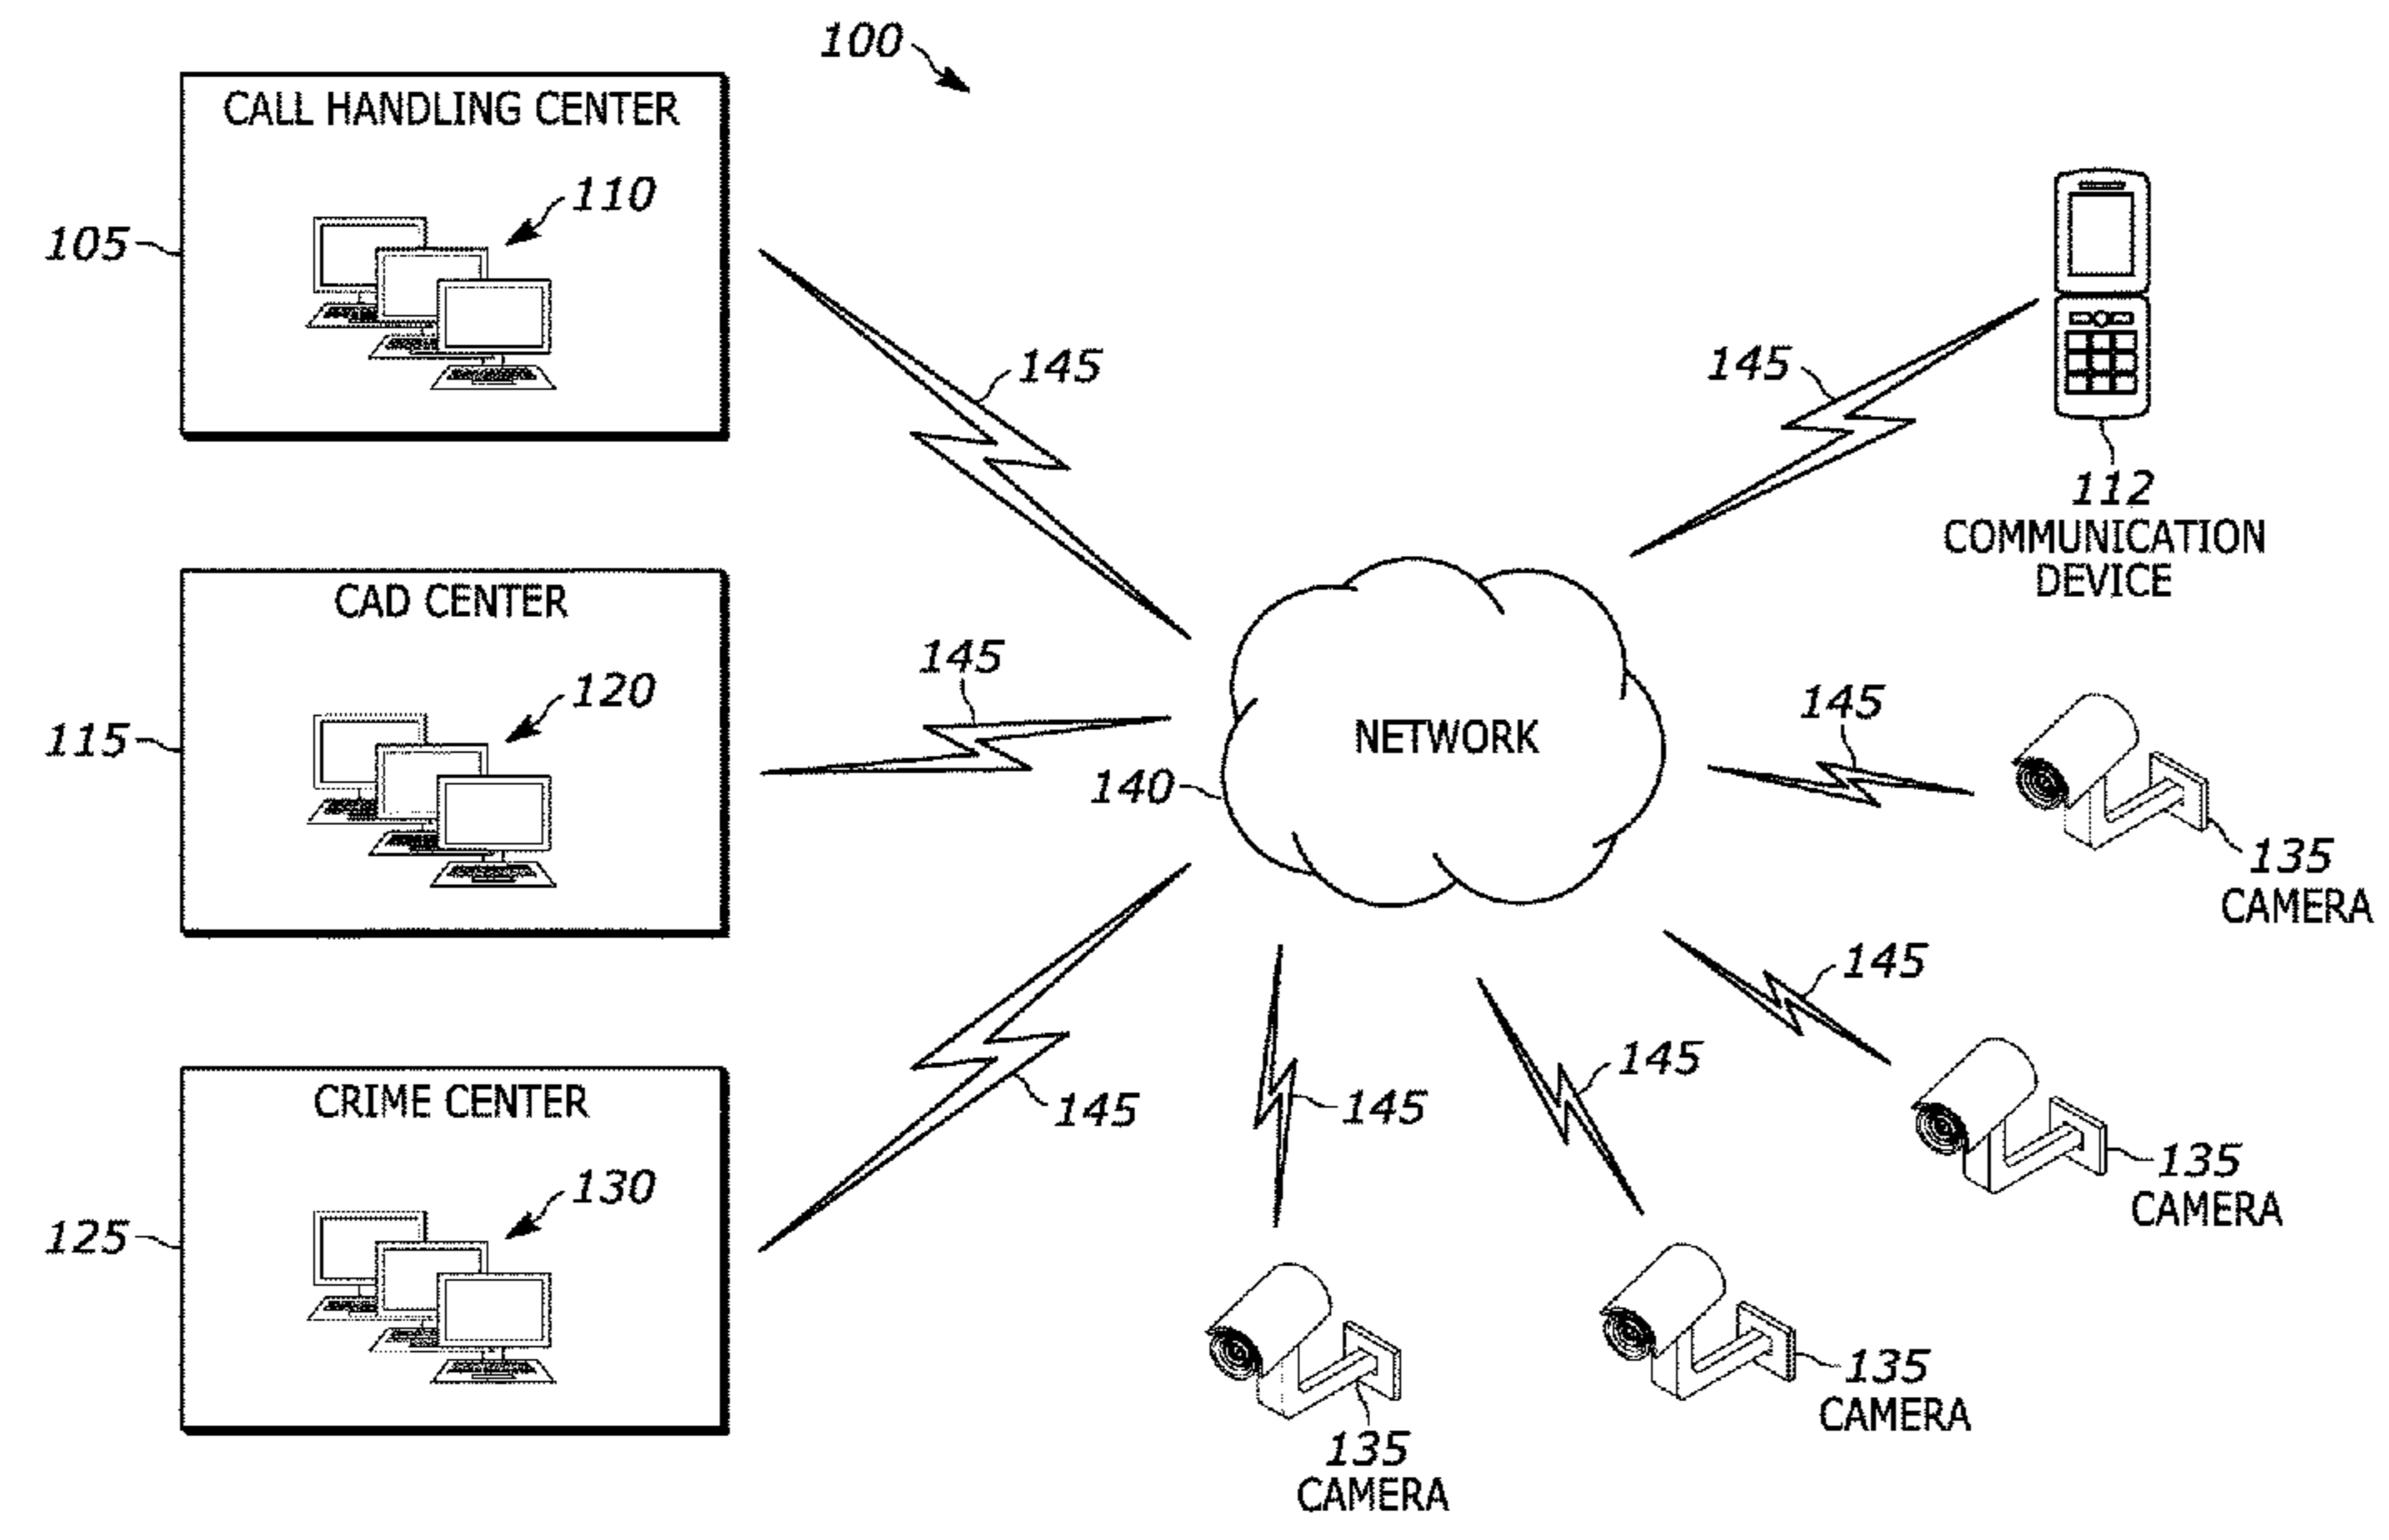 100
CALL HANDLING CENTER
110
105
145
145
112
COMMUNICATION
DEVICE
CAD CENTER
120
115
145
NETWORK
140
145
135
CAMERA
145
CRIME CENTER
130
125
145
145
145
135
CAMERA
135
CAMERA
135
CAMERA